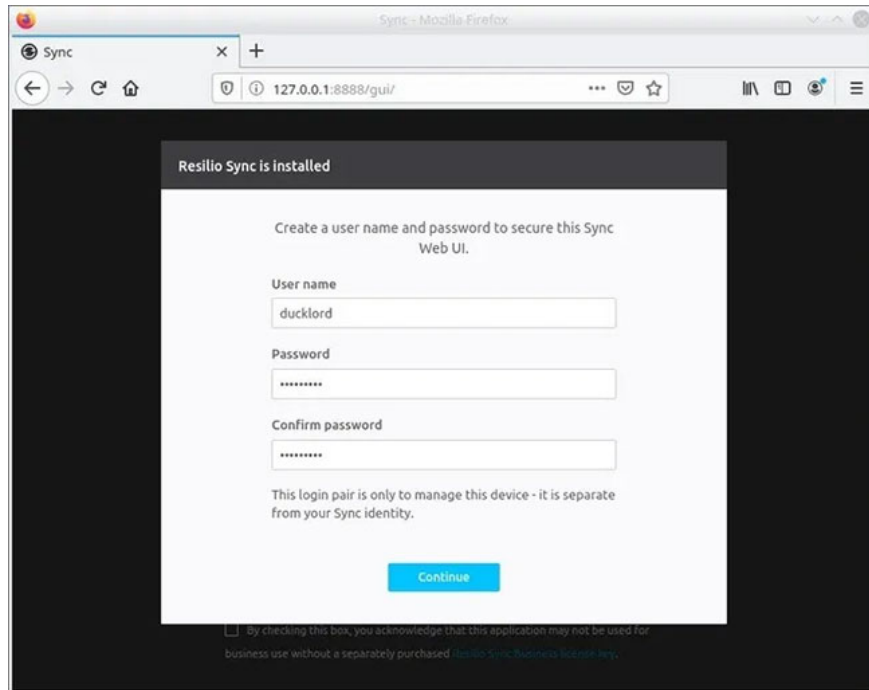 Sync - Mozilla Firefox
Sync
127.0.0.1:8888/gui/
Resilio Sync is installed
Create a user name and password to secure this Sync
Web UI.
User name
ducklord
Password
•••••••••
Confirm password
•••••••••
This login pair is only to manage this device - it is separate
from your Sync identity.
Continue
By checking this box, you acknowledge that this application may not be used for
business use without a separately purchased Resilio Sync Business license key.